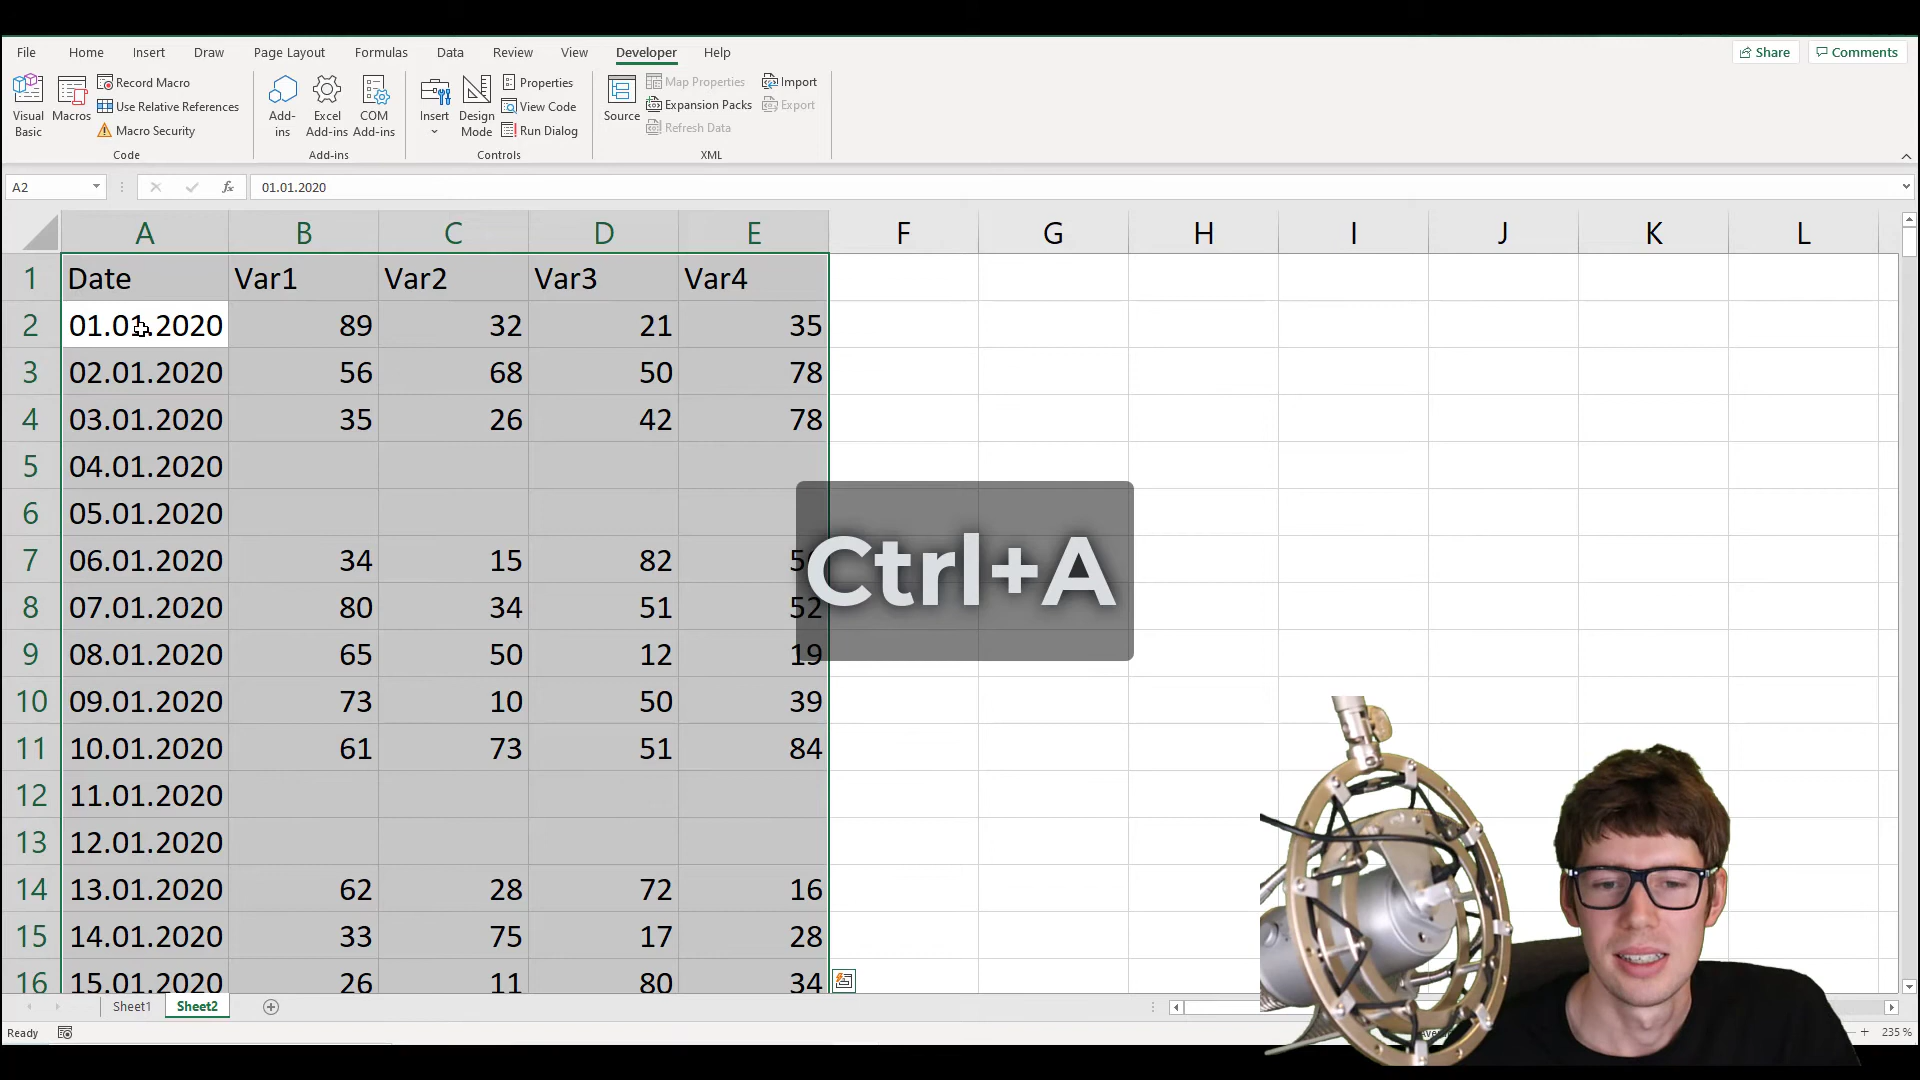 File Home Insert Draw Page Layout Formulas Data Review View Developer Help Share Comments
Visual Basic
Macros
Record Macro
Use Relative References
Macro Security
Code
Add-ins
Excel Add-ins
COM Add-ins
Add-ins
Insert
Design Mode
Properties
View Code
Run Dialog
Controls
Source
Map Properties
Expansion Packs
Refresh Data
Import
Export
XML
A2 fx 01.01.2020
A B C D E F G H I J K L
1 Date Var1 Var2 Var3 Var4
2 01.01.2020 89 32 21 35
3 02.01.2020 56 68 50 78
4 03.01.2020 35 26 42 78
5 04.01.2020
6 05.01.2020
7 06.01.2020 34 15 82
8 07.01.2020 80 34 51 52
9 08.01.2020 65 50 12 19
10 09.01.2020 73 10 50 39
11 10.01.2020 61 73 51 84
12 11.01.2020
13 12.01.2020
14 13.01.2020 62 28 72 16
15 14.01.2020 33 75 17 28
16 15.01.2020 26 11 80 34
Ctrl+A
Sheet1 Sheet2
Ready 235 %